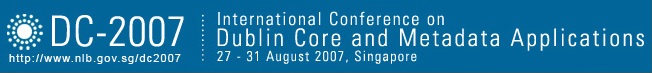 DC-2007
http://www.nlb.gov.sg/dc2007
International Conference on
Dublin Core and Metadata Applications
27 - 31 August 2007, Singapore